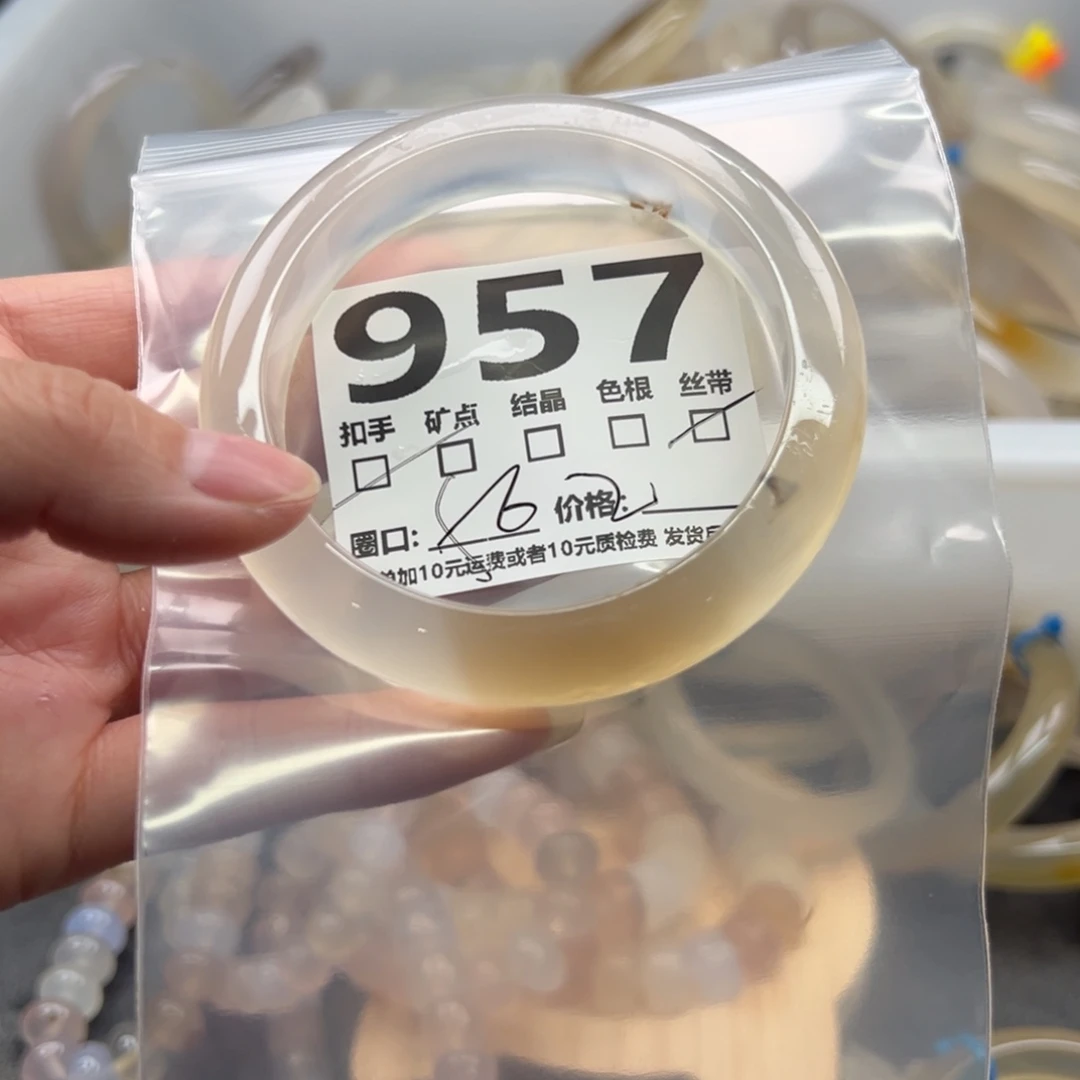 957
扣手 矿点 结晶 色根 丝带
圈口: 价格:
加10元运费或者10元质检费 发货